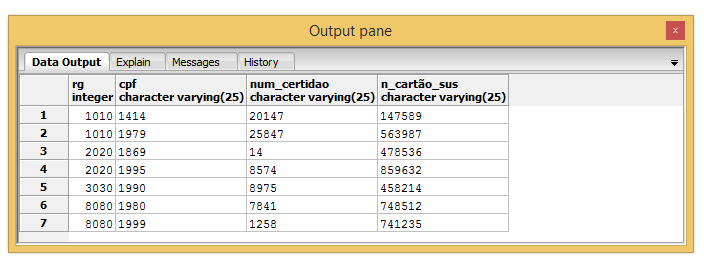 Output pane
x
Data Output Explain Messages History
rg cpf num_certidao n_cartão_sus
integer character varying(25) character varying(25) character varying(25)
1 1010 1414 20147 147589
2 1010 1979 25847 563987
3 2020 1869 14 478536
4 2020 1995 8574 859632
5 3030 1990 8975 458214
6 8080 1980 7841 748512
7 8080 1999 1258 741235